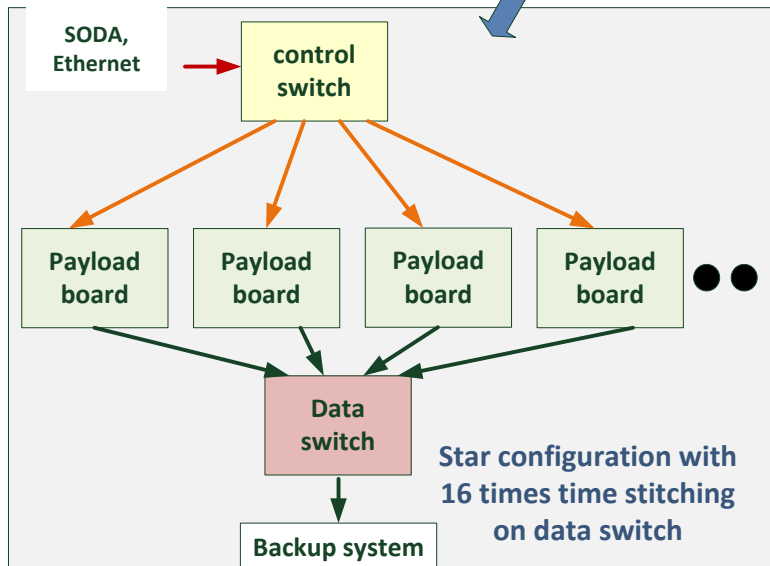 SODA,
Ethernet
control
switch
Payload
board
Payload
board
Payload
board
Payload
board
Data
switch
Star configuration with
16 times time stitching
on data switch
Backup system